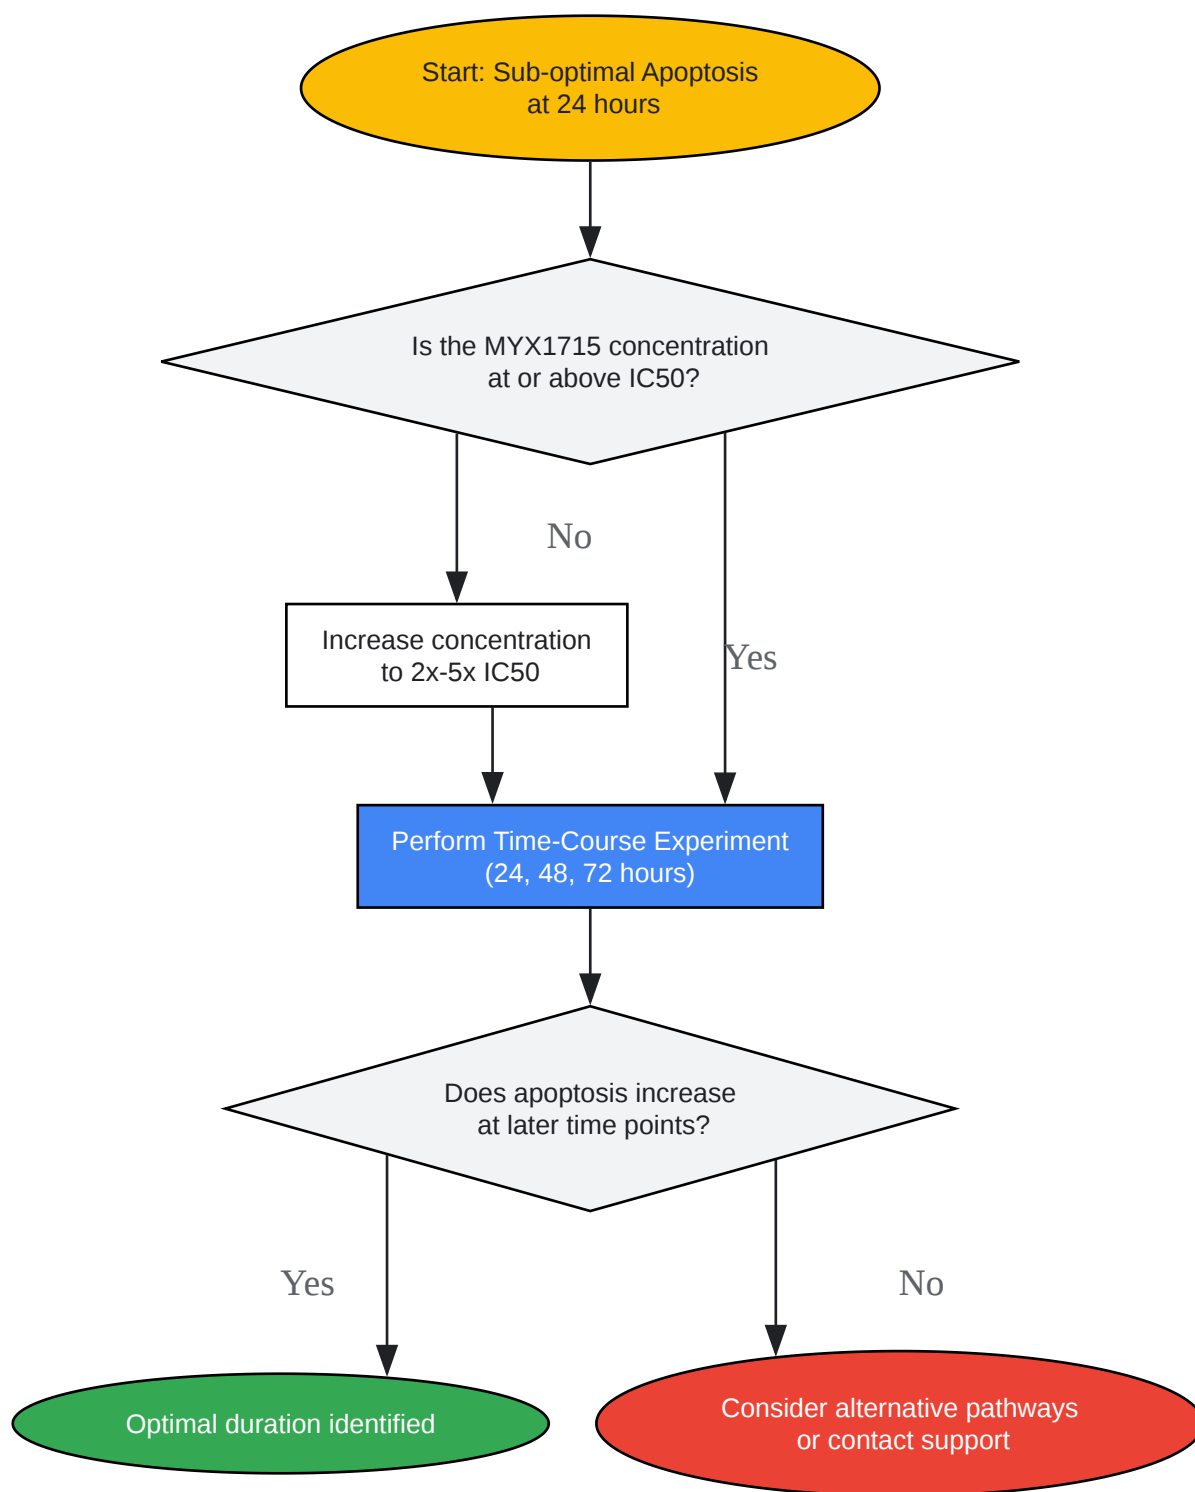 Start: Sub-optimal Apoptosis
at 24 hours
Is the MYX1715 concentration
at or above IC50?
No
Increase concentration
to 2x-5x IC50
Yes
Perform Time-Course Experiment
(24, 48, 72 hours)
Does apoptosis increase
at later time points?
Yes
No
Optimal duration identified
Consider alternative pathways
or contact support